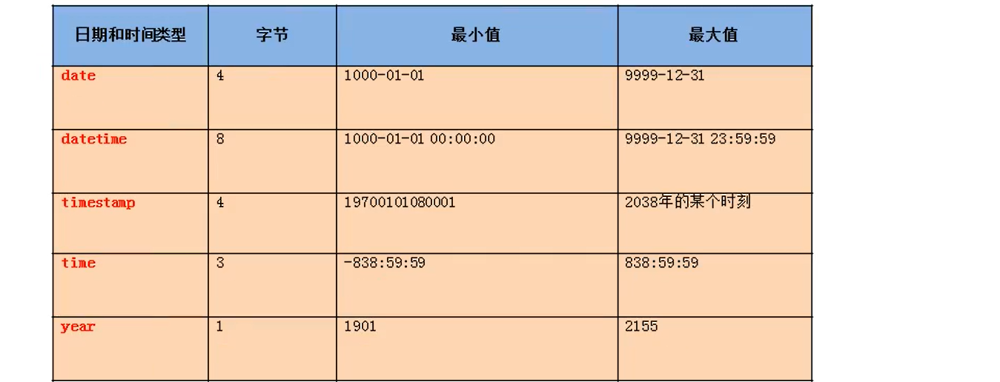 日期和时间类型 字节 最小值 最大值
date 4 1000-01-01 9999-12-31
datetime 8 1000-01-01 00:00:00 9999-12-31 23:59:59
timestamp 4 19700101080001 2038年的某个时刻
time 3 -838:59:59 838:59:59
year 1 1901 2155